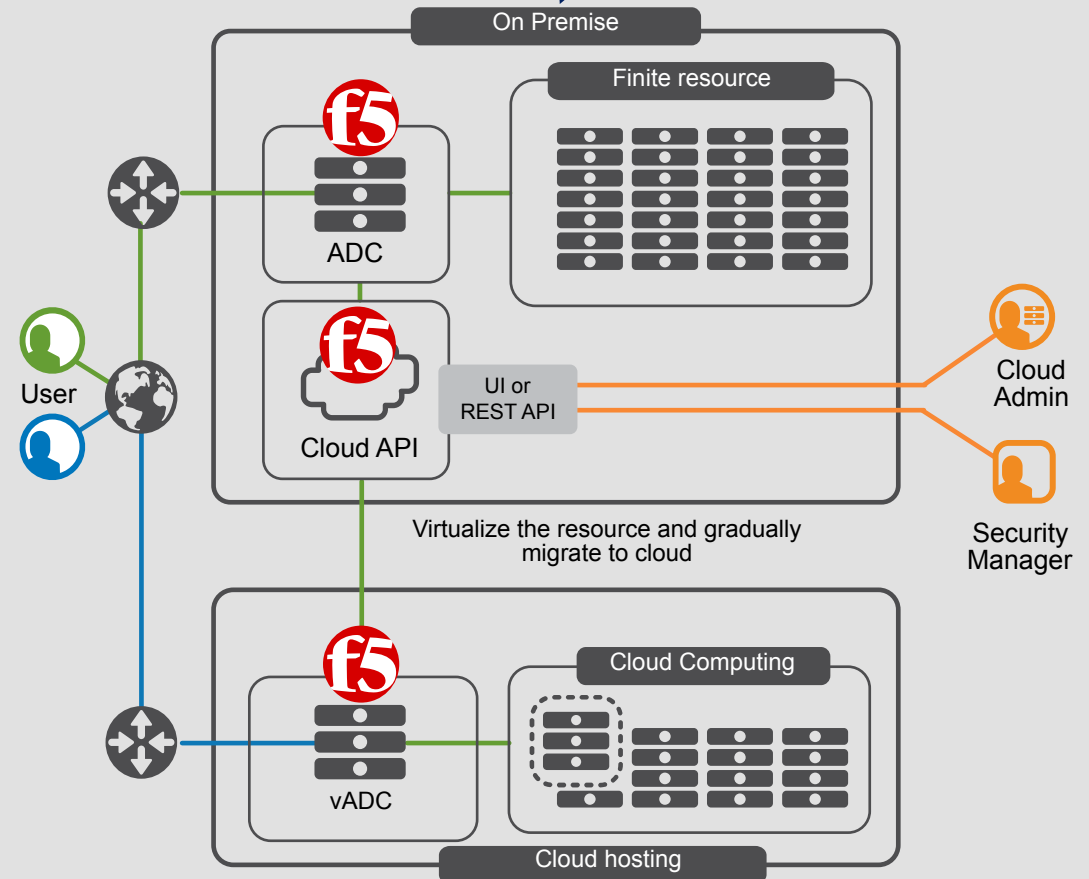 On Premise
Finite resource
f5
ADC
f5
User
UI or
REST API
Cloud API
Cloud
Admin
Virtualize the resource and gradually
migrate to cloud
Security
Manager
f5
Cloud Computing
vADC
Cloud hosting